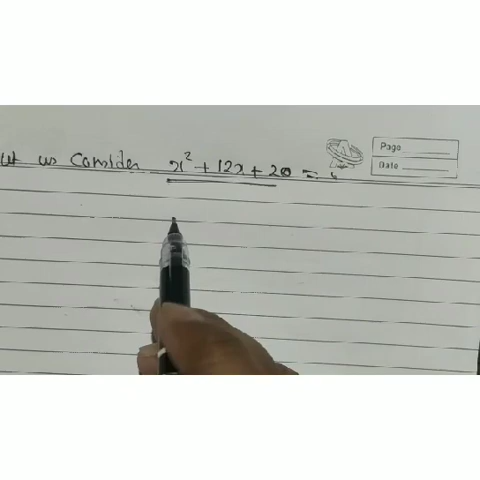 Let us Consider x² + 12x + 20 =
Page
Date